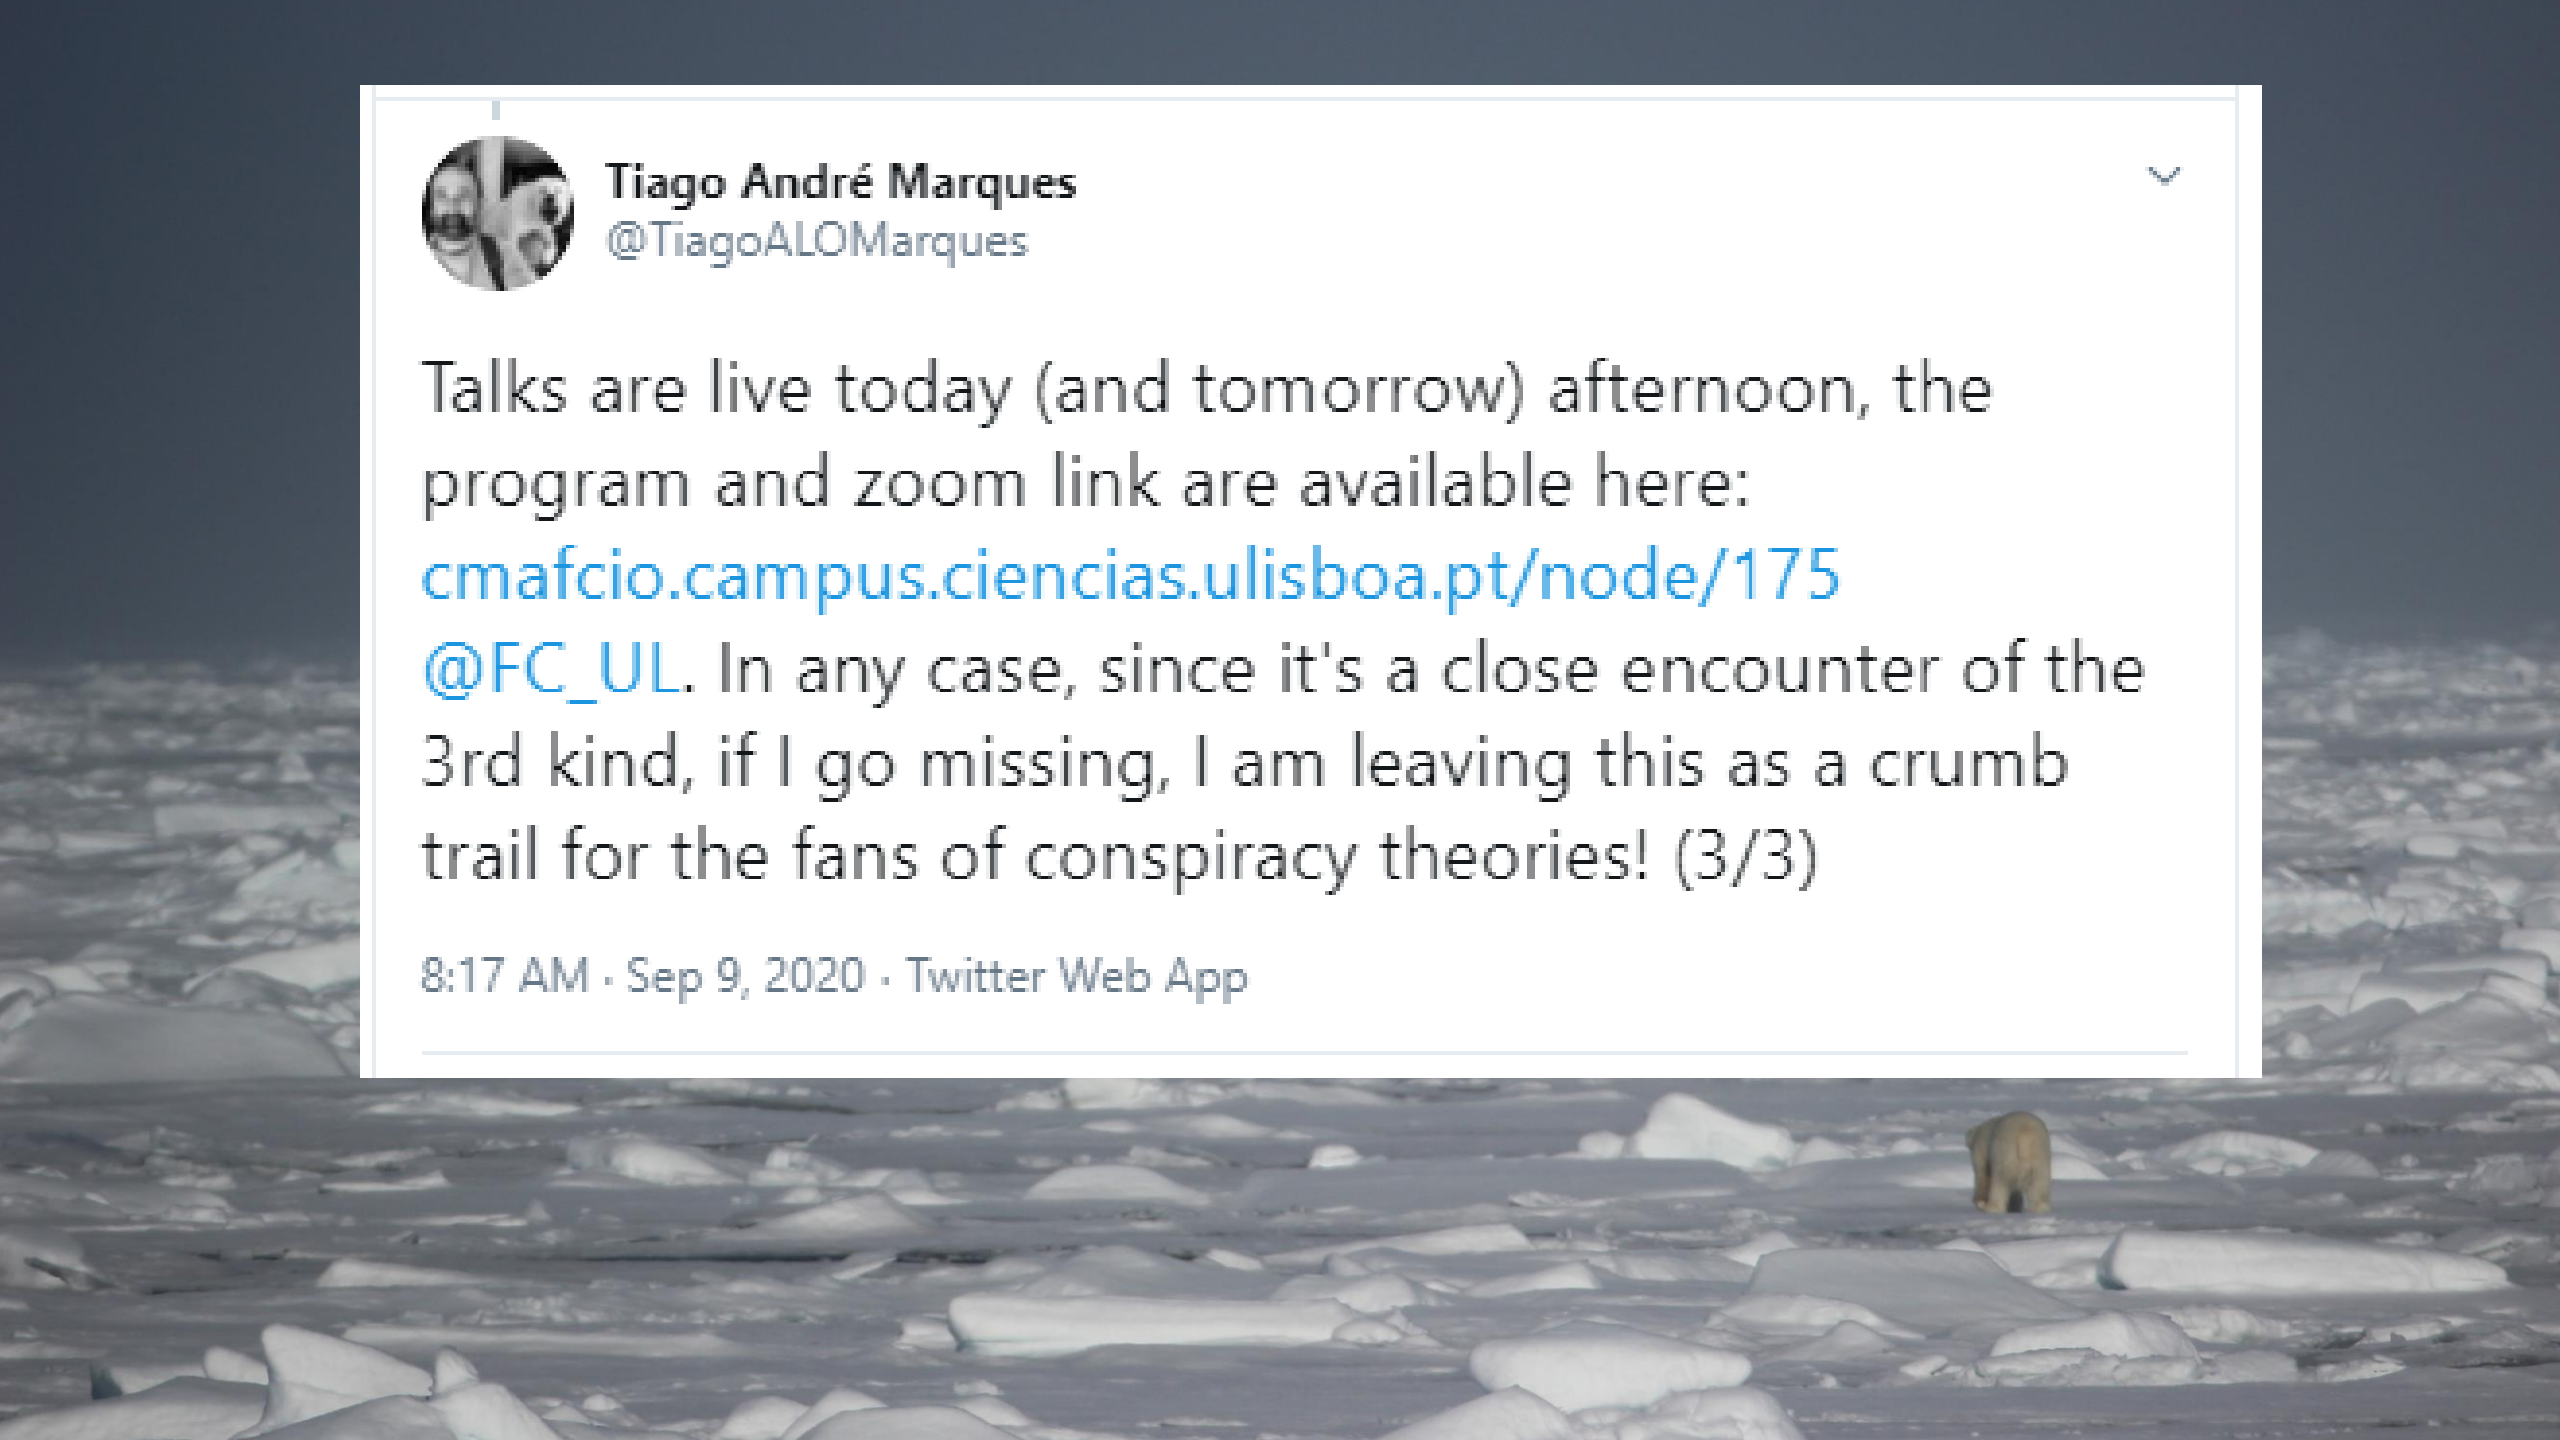 Tiago André Marques
@TiagoALOMarques
Talks are live today (and tomorrow) afternoon, the
program and zoom link are available here:
cmafcio.campus.ciencias.ulisboa.pt/node/175
@FC_UL. In any case, since it's a close encounter of the
3rd kind, if I go missing, I am leaving this as a crumb
trail for the fans of conspiracy theories! (3/3)
8:17 AM · Sep 9, 2020 · Twitter Web App